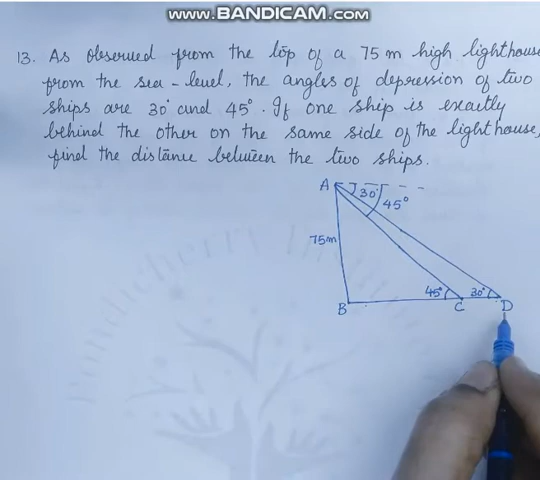 www.BANDICAM.com
13. As observed from the top of a 75 m high lighthouse
from the sea-level, the angles of depression of two
ships are 30° and 45°. If one ship is exactly
behind the other on the same side of the light house,
find the distance between the two ships.
A 30° 45°
75m
45° 30°
B C D